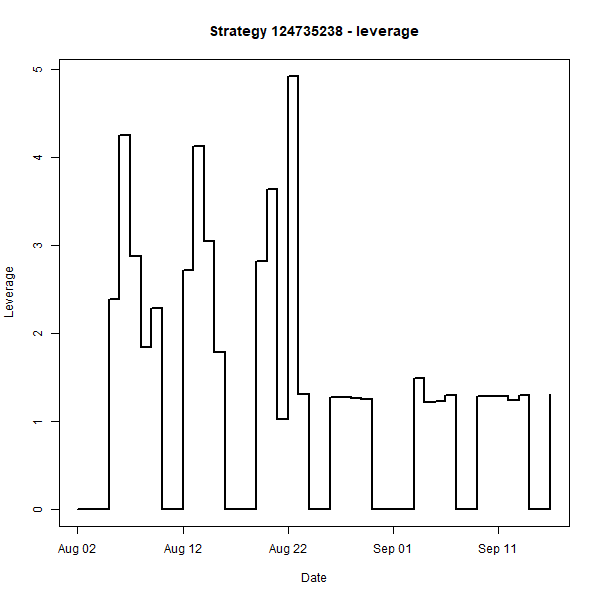 Strategy 124735238 - leverage
5
4
3
2
1
0
Leverage
Aug 02
Aug 12
Aug 22
Sep 01
Sep 11
Date